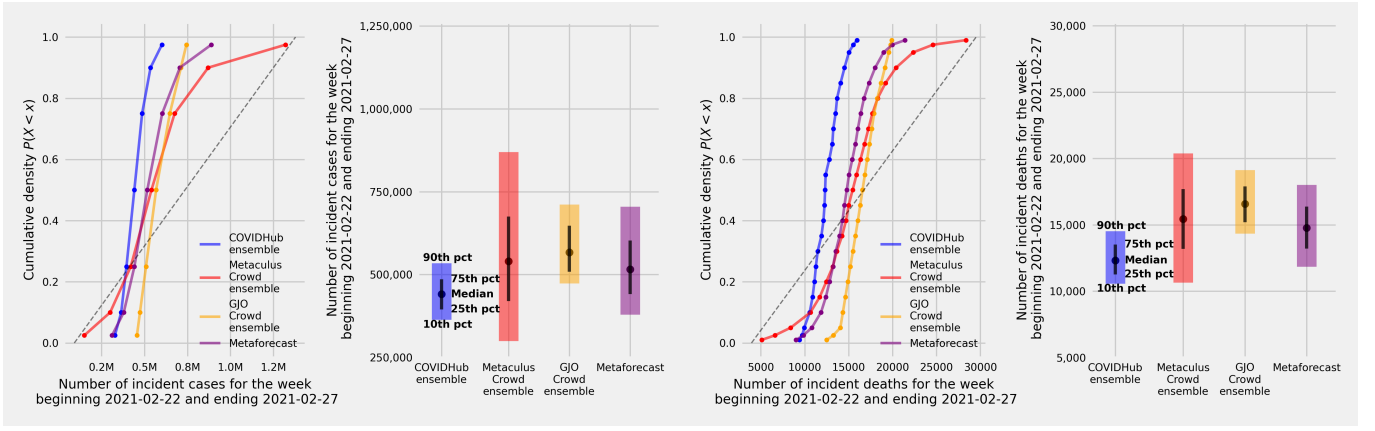 Cumulative density P(X < x)
1.0
0.8
0.6
0.4
0.2
0.0
COVIDHub
ensemble
Metaculus
Crowd
ensemble
GJO
Crowd
ensemble
Metaforecast
0.2M 0.5M 0.8M 1.0M 1.2M
Number of incident cases for the week
beginning 2021-02-22 and ending 2021-02-27
Number of incident cases for the week
beginning 2021-02-22 and ending 2021-02-27
1,250,000
1,000,000
750,000
500,000
250,000
90th pct
75th pct
Median
25th pct
10th pct
COVIDHub
ensemble
Metaculus
Crowd
ensemble
GJO
Crowd
ensemble
Metaforecast
Cumulative density P(X < x)
1.0
0.8
0.6
0.4
0.2
0.0
COVIDHub
ensemble
Metaculus
Crowd
ensemble
GJO
Crowd
ensemble
Metaforecast
5000 10000 15000 20000 25000 30000
Number of incident deaths for the week
beginning 2021-02-22 and ending 2021-02-27
Number of incident deaths for the week
beginning 2021-02-22 and ending 2021-02-27
30,000
25,000
20,000
15,000
10,000
5,000
90th pct
75th pct
Median
25th pct
10th pct
COVIDHub
ensemble
Metaculus
Crowd
ensemble
GJO
Crowd
ensemble
Metaforecast